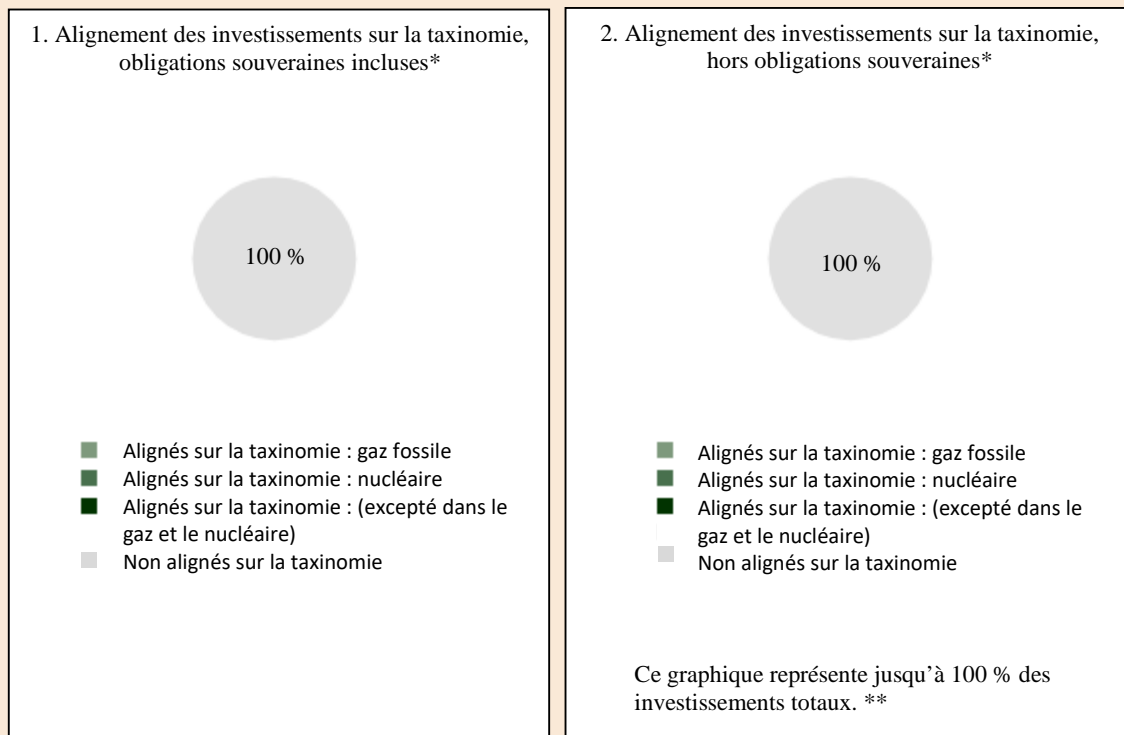 1. Alignement des investissements sur la taxinomie,
obligations souveraines incluses*
100 %
Alignés sur la taxinomie : gaz fossile
Alignés sur la taxinomie : nucléaire
Alignés sur la taxinomie : (excepté dans le
gaz et le nucléaire)
Non alignés sur la taxinomie
2. Alignement des investissements sur la taxinomie,
hors obligations souveraines*
100 %
Alignés sur la taxinomie : gaz fossile
Alignés sur la taxinomie : nucléaire
Alignés sur la taxinomie : (excepté dans le
gaz et le nucléaire)
Non alignés sur la taxinomie
Ce graphique représente jusqu’à 100 % des
investissements totaux. **